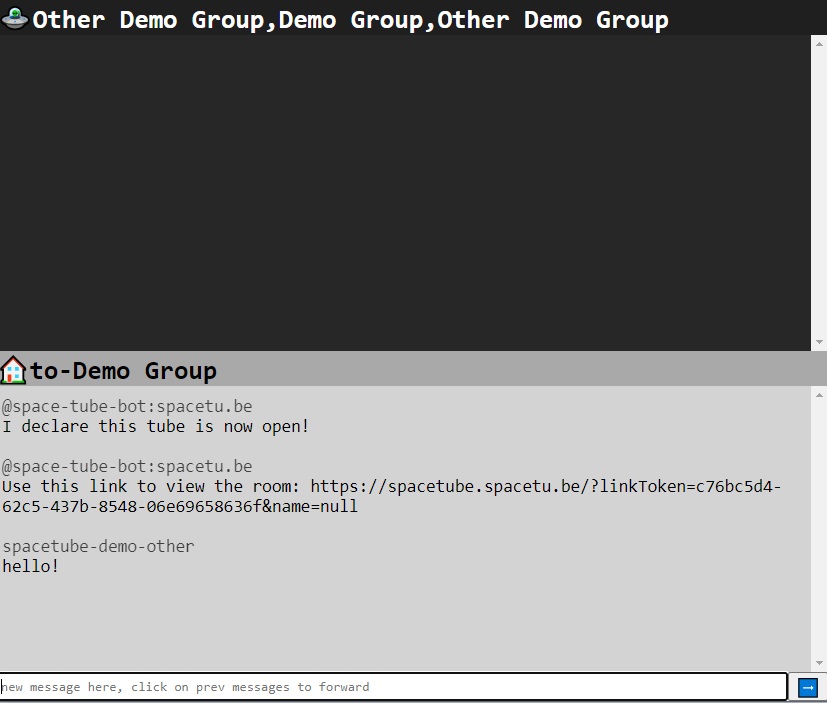 Other Demo Group,Demo Group,Other Demo Group
to-Demo Group
@space-tube-bot:spacetu.be
I declare this tube is now open!
@space-tube-bot:spacetu.be
Use this link to view the room: https://spacetube.spacetu.be/?linkToken=c76bc5d4-
62c5-437b-8548-06e69658636f&name=null
spacetube-demo-other
hello!
new message here, click on prev messages to forward